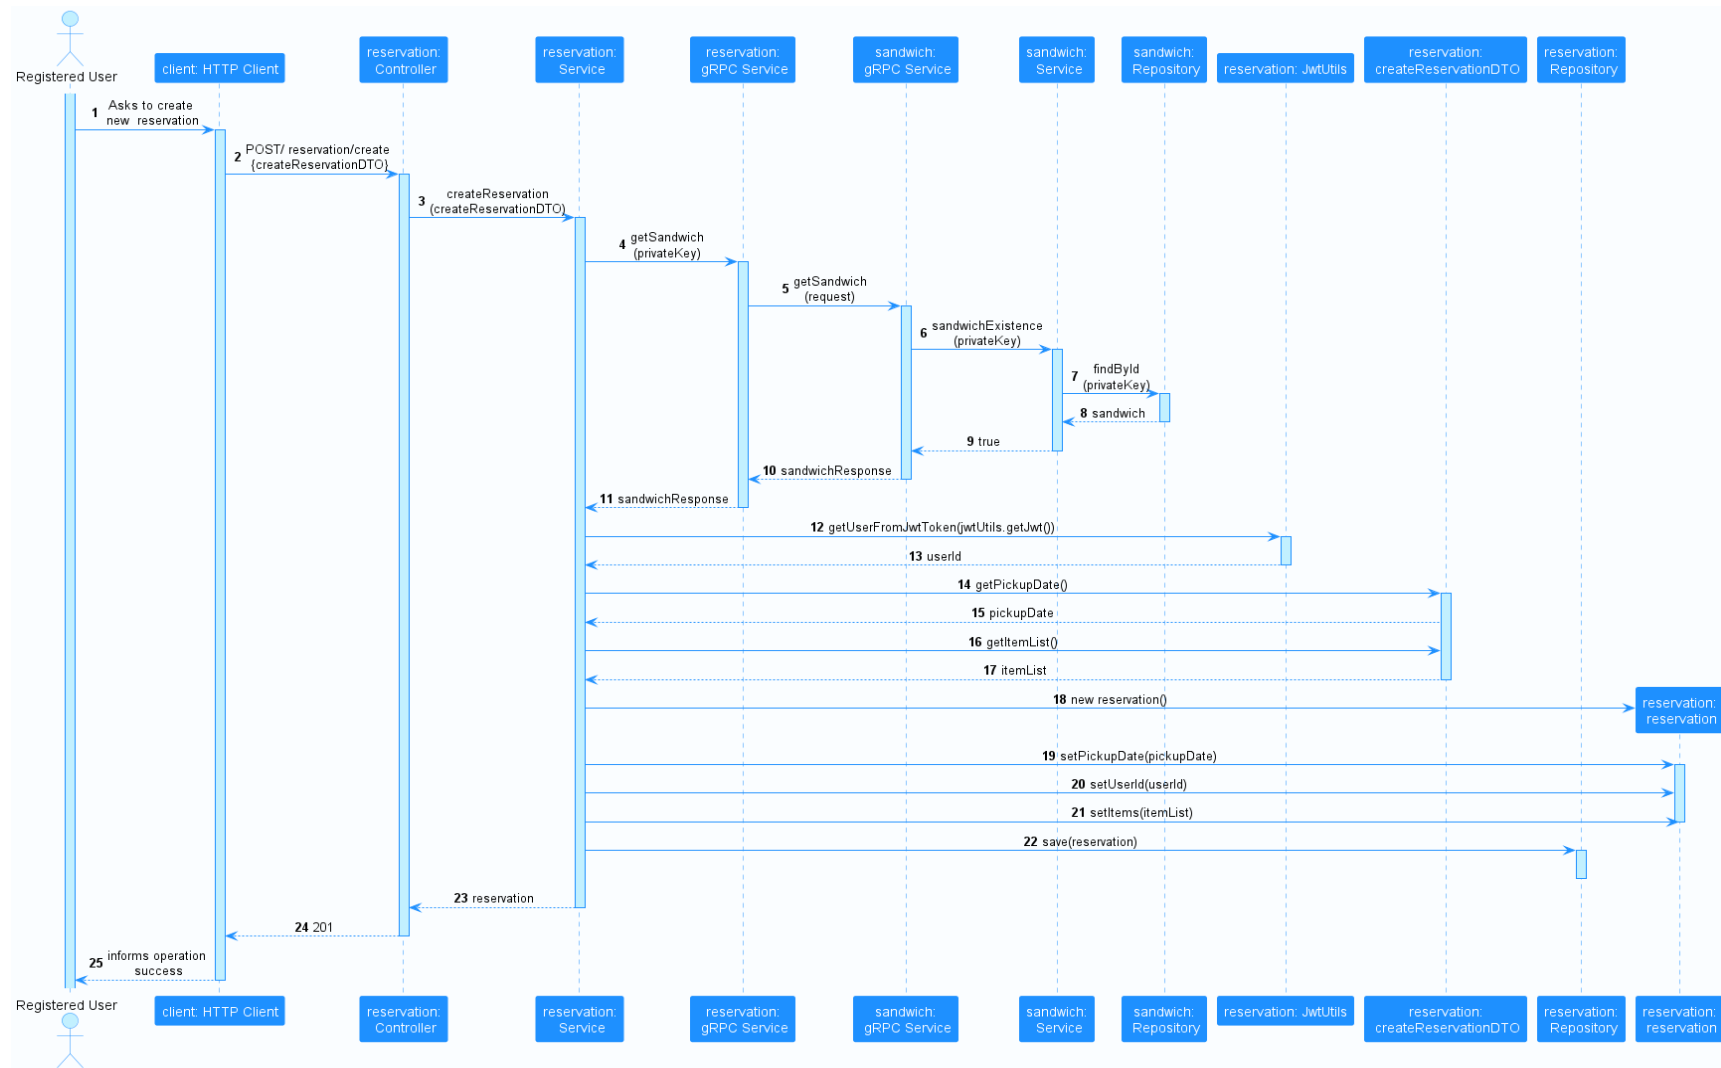 Registered User
client: HTTP Client
reservation:
Controller
reservation:
Service
reservation:
gRPC Service
sandwich:
gRPC Service
sandwich:
Service
sandwich:
Repository
reservation: JwtUtils
reservation:
createReservationDTO
reservation:
Repository
1 Asks to create
new  reservation
2 POST/ reservation/create
{createReservationDTO}
3 createReservation
(createReservationDTO)
4 getSandwich
(privateKey)
5 getSandwich
(request)
6 sandwichExistence
(privateKey)
7 findById
(privateKey)
8 sandwich
9 true
10 sandwichResponse
11 sandwichResponse
12 getUserFromJwtToken(jwtUtils.getJwt())
13 userId
14 getPickupDate()
15 pickupDate
16 getItemList()
17 itemList
18 new reservation()
reservation:
reservation
19 setPickupDate(pickupDate)
20 setUserId(userId)
21 setItems(itemList)
22 save(reservation)
23 reservation
24 201
25 informs operation
success
Registered User
client: HTTP Client
reservation:
Controller
reservation:
Service
reservation:
gRPC Service
sandwich:
gRPC Service
sandwich:
Service
sandwich:
Repository
reservation: JwtUtils
reservation:
createReservationDTO
reservation:
Repository
reservation:
reservation